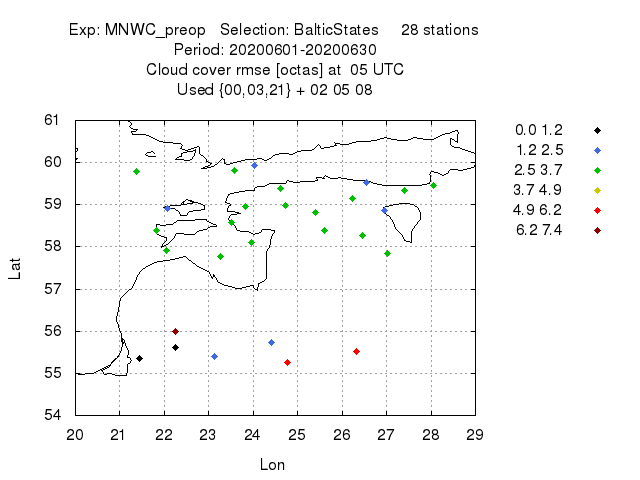 Exp: MNWC_preop   Selection: BalticStates     28 stations
Period: 20200601-20200630
Cloud cover rmse [octas] at  05 UTC
Used {00,03,21} + 02 05 08
61
60
59
58
57
56
55
54
Lat
20 21 22 23 24 25 26 27 28 29
Lon
0.0 1.2
1.2 2.5
2.5 3.7
3.7 4.9
4.9 6.2
6.2 7.4